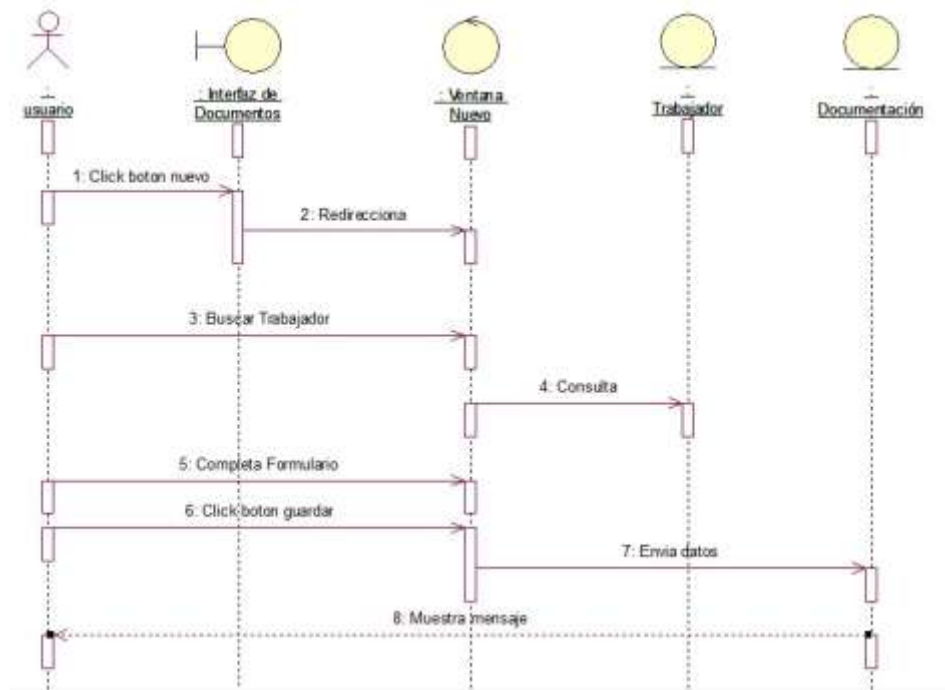 : Interfaz de
Documentos
: Ventana
Nuevo
:
usuario
:
Trabajador
:
Documentación
1: Click boton nuevo
2: Redirecciona
3: Buscar Trabajador
4: Consulta
5: Completa Formulario
6: Click boton guardar
7: Envia datos
8: Muestra mensaje